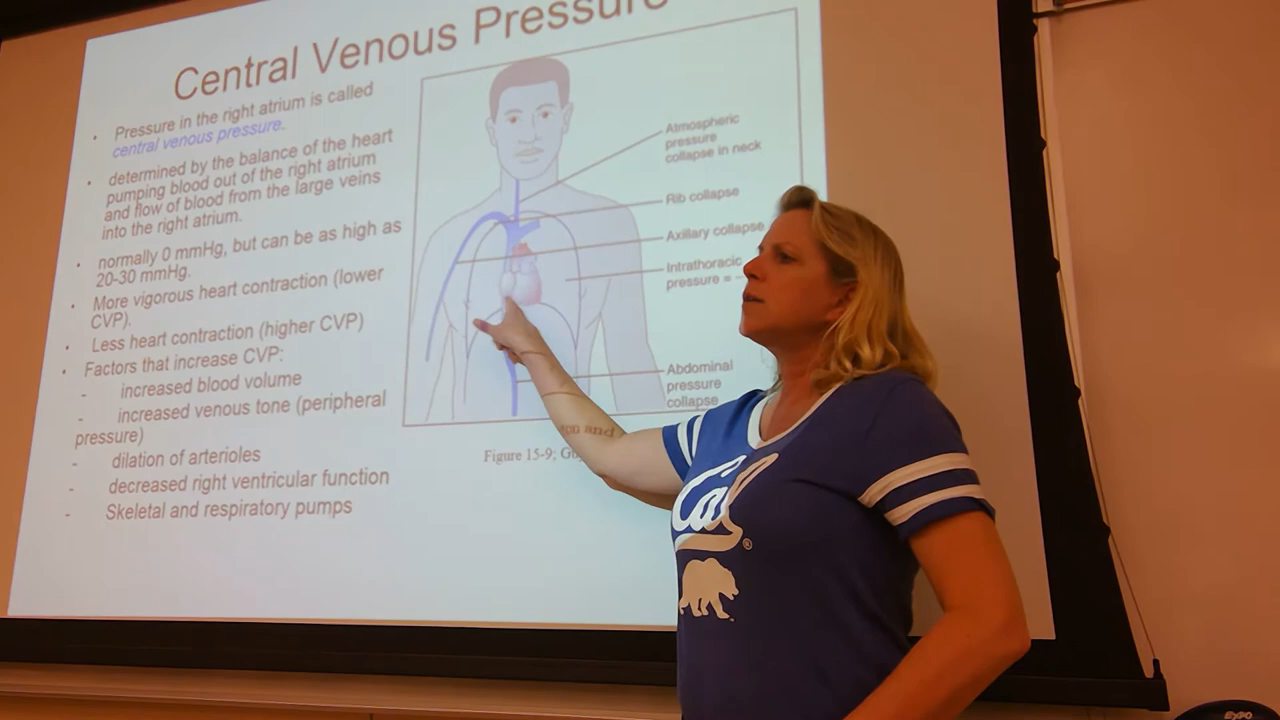 Central Venous Pressure
• Pressure in the right atrium is called
central venous pressure.
• determined by the balance of the heart
pumping blood out of the right atrium
and flow of blood from the large veins
into the right atrium.
• normally 0 mmHg, but can be as high as
20-30 mmHg.
• More vigorous heart contraction (lower
CVP).
• Less heart contraction (higher CVP)
• Factors that increase CVP:
- increased blood volume
- increased venous tone (peripheral
pressure)
- dilation of arterioles
- decreased right ventricular function
- Skeletal and respiratory pumps
Atmospheric
pressure
collapse in neck
Rib collapse
Axillary collapse
Intrathoracic
pressure = -
Abdominal
pressure
collapse
Figure 15-9;
you and
Cal
®